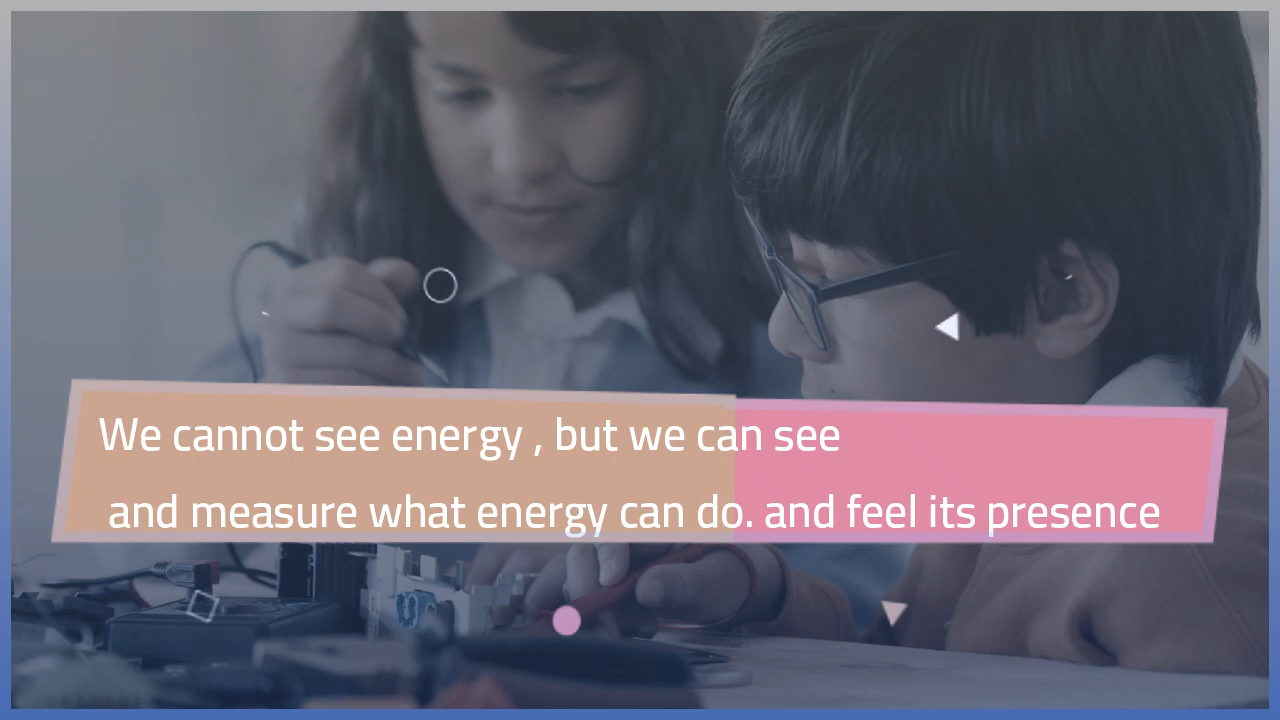 We cannot see energy , but we can see
and measure what energy can do. and feel its presence